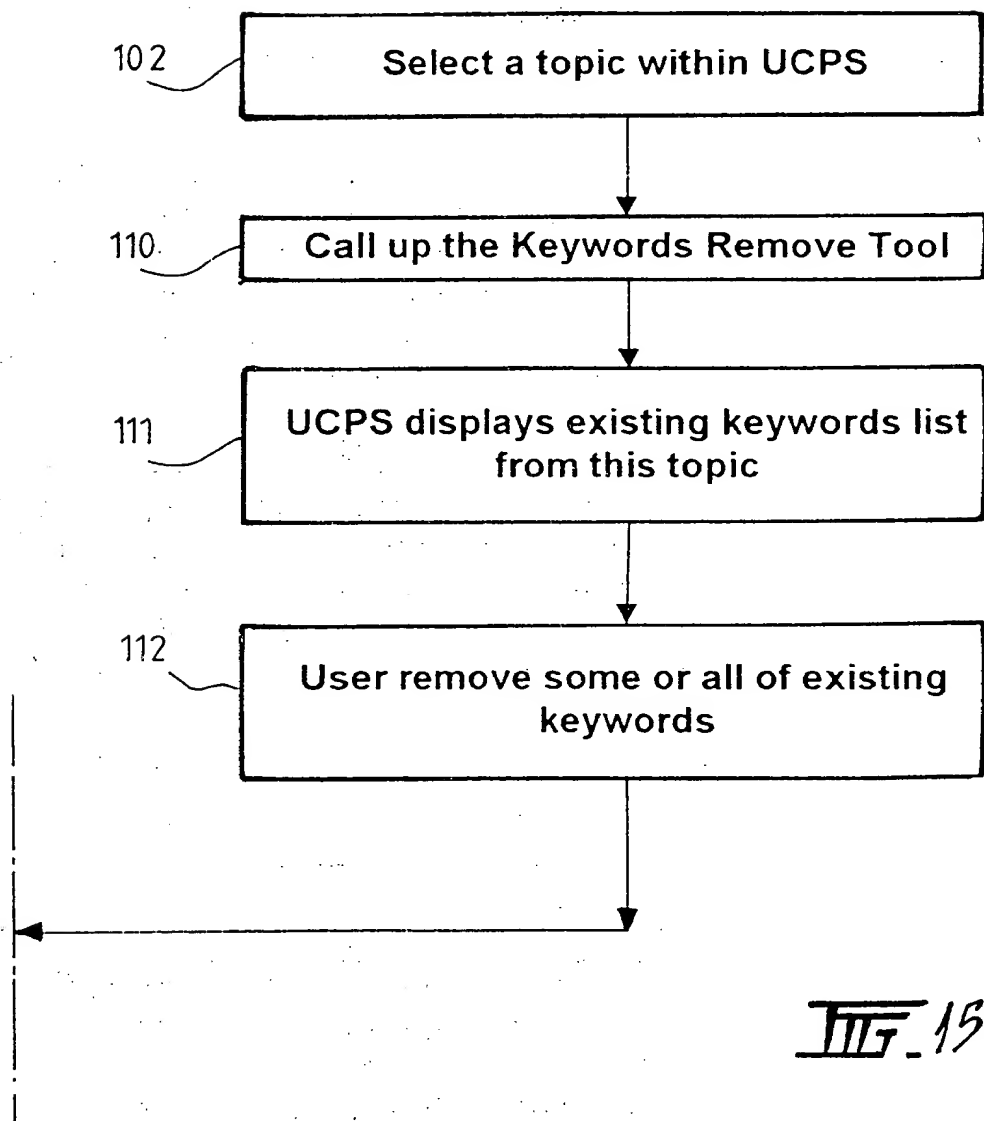 102
Select a topic within UCPS
110
Call up the Keywords Remove Tool
111
UCPS displays existing keywords list
from this topic
112
User remove some or all of existing
keywords
FIG_15